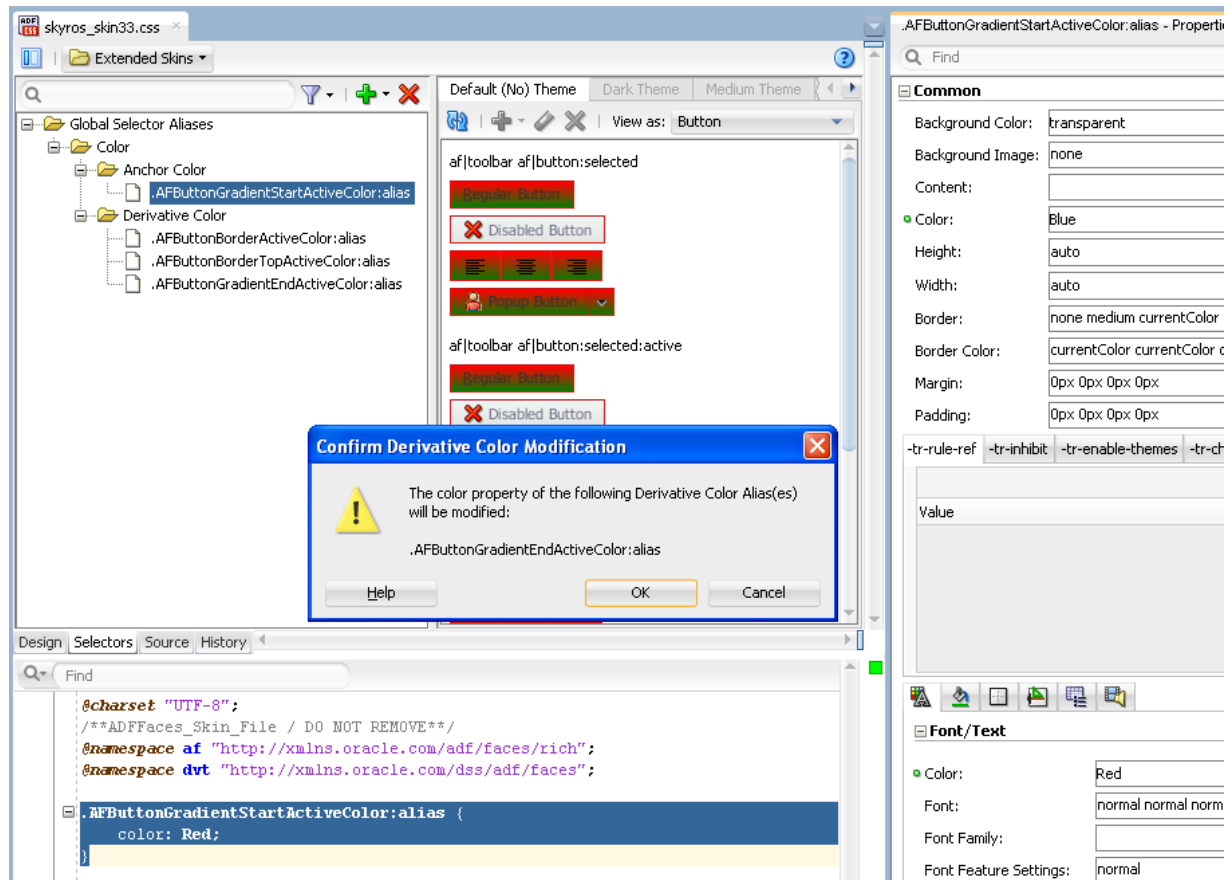 ADF
CSS
skyros_skin33.css
Extended Skins
?
Global Selector Aliases
Color
Anchor Color
.AFButtonGradientStartActiveColor:alias
Derivative Color
.AFButtonBorderActiveColor:alias
.AFButtonBorderTopActiveColor:alias
.AFButtonGradientEndActiveColor:alias
Default (No) Theme Dark Theme Medium Theme
View as: Button
af|toolbar af|button:selected
Regular Button
Disabled Button
Popup Button
af|toolbar af|button:selected:active
Regular Button
Disabled Button
Confirm Derivative Color Modification
The color property of the following Derivative Color Alias(es)
will be modified:
.AFButtonGradientEndActiveColor:alias
Help OK Cancel
Design Selectors Source History
Find
@charset "UTF-8";
/**ADFFaces_Skin_File / DO NOT REMOVE**/
@namespace af "http://xmlns.oracle.com/adf/faces/rich";
@namespace dvt "http://xmlns.oracle.com/dss/adf/faces";
.AFButtonGradientStartActiveColor:alias {
color: Red;
}
.AFButtonGradientStartActiveColor:alias - Properti
Find
Common
Background Color: transparent
Background Image: none
Content:
Color: Blue
Height: auto
Width: auto
Border: none medium currentColor
Border Color: currentColor currentColor c
Margin: 0px 0px 0px 0px
Padding: 0px 0px 0px 0px
-tr-rule-ref -tr-inhibit -tr-enable-themes -tr-ch
Value
Font/Text
Color: Red
Font: normal normal norm
Font Family:
Font Feature Settings: normal